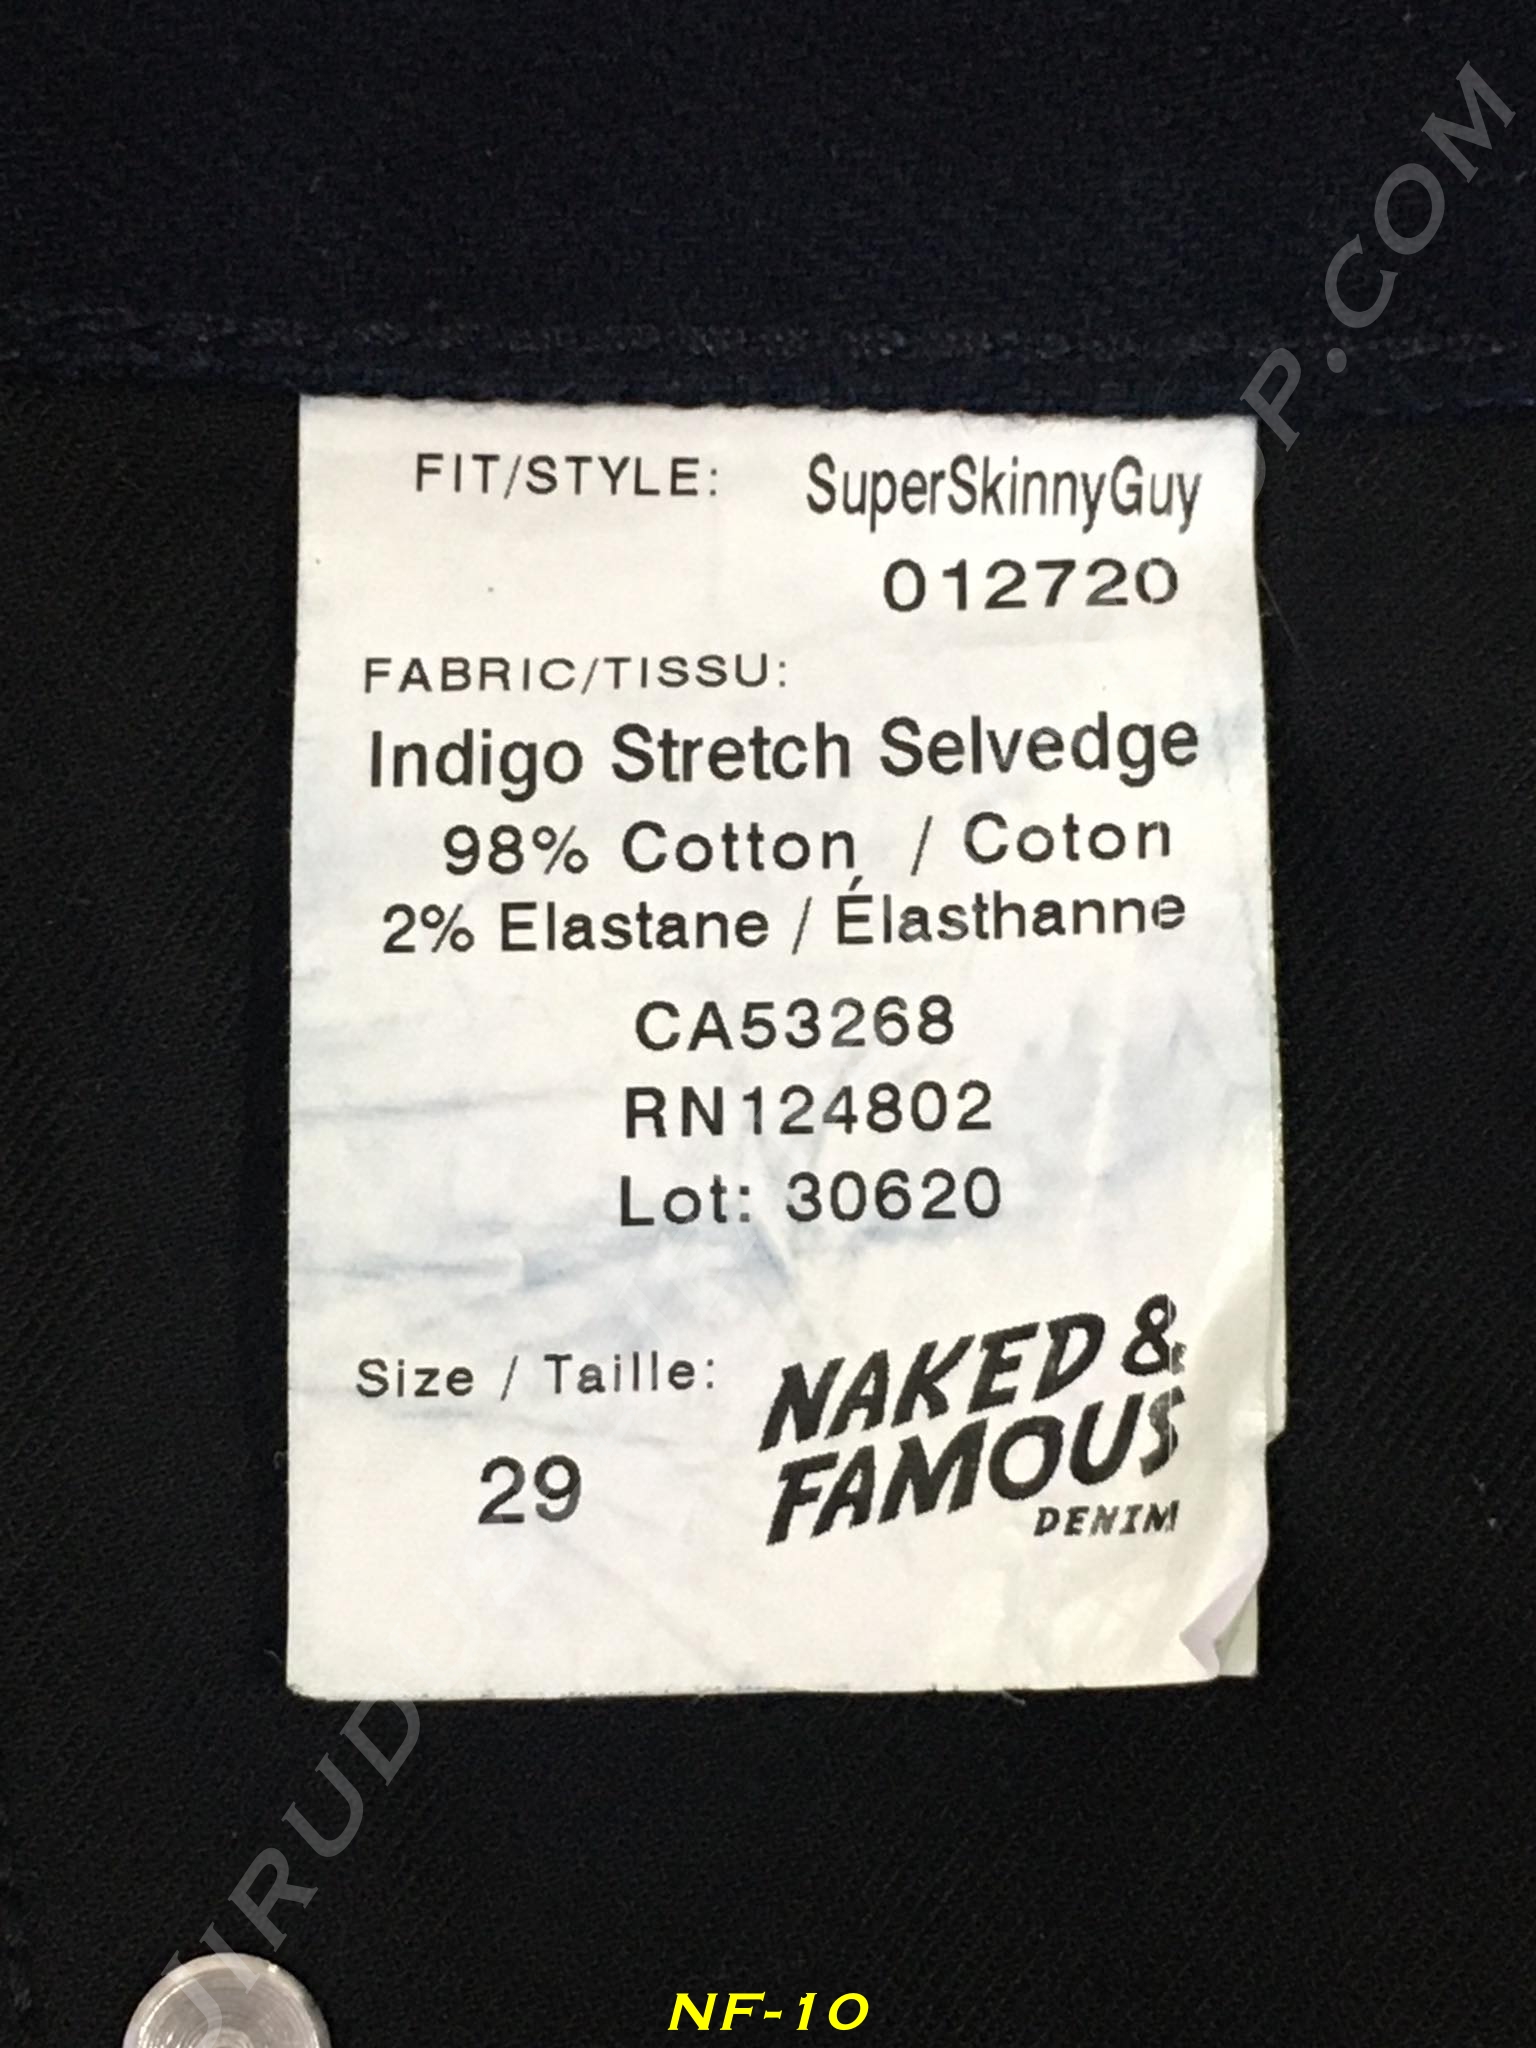 FIT/STYLE: SuperSkinnyGuy
012720
FABRIC/TISSU:
Indigo Stretch Selvedge
98% Cotton / Coton
2% Elastane / Élasthanne
CA53268
RN124802
Lot: 30620
Size / Taille:
29
NAKED &
FAMOUS
DENIM
NF-10